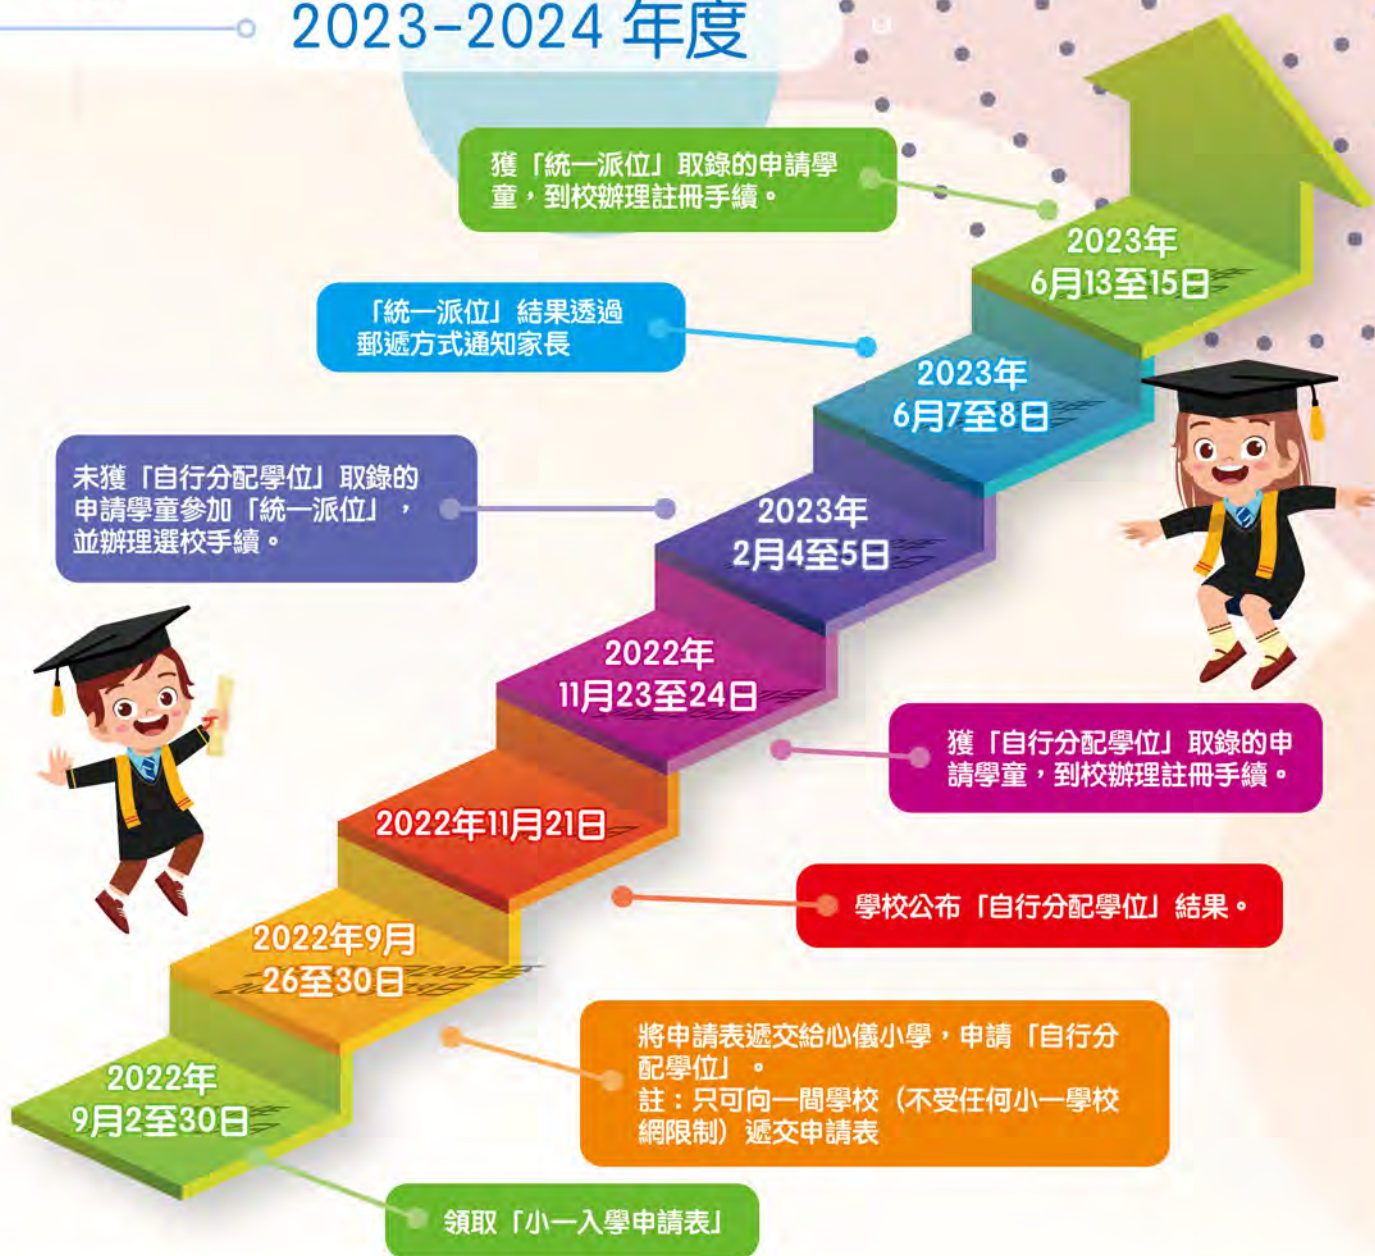 2023-2024 年度
獲「統一派位」取錄的申請學
童，到校辦理註冊手續。
2023年
6月13至15日
「統一派位」結果透過
郵遞方式通知家長
2023年
6月7至8日
未獲「自行分配學位」取錄的
申請學童參加「統一派位」，
並辦理選校手續。
2023年
2月4至5日
2022年
11月23至24日
獲「自行分配學位」取錄的申
請學童，到校辦理註冊手續。
2022年11月21日
學校公布「自行分配學位」結果。
2022年9月
26至30日
將申請表遞交給心儀小學，申請「自行分
配學位」。
註：只可向一間學校（不受任何小一學校
網限制）遞交申請表
2022年
9月2至30日
領取「小一入學申請表」